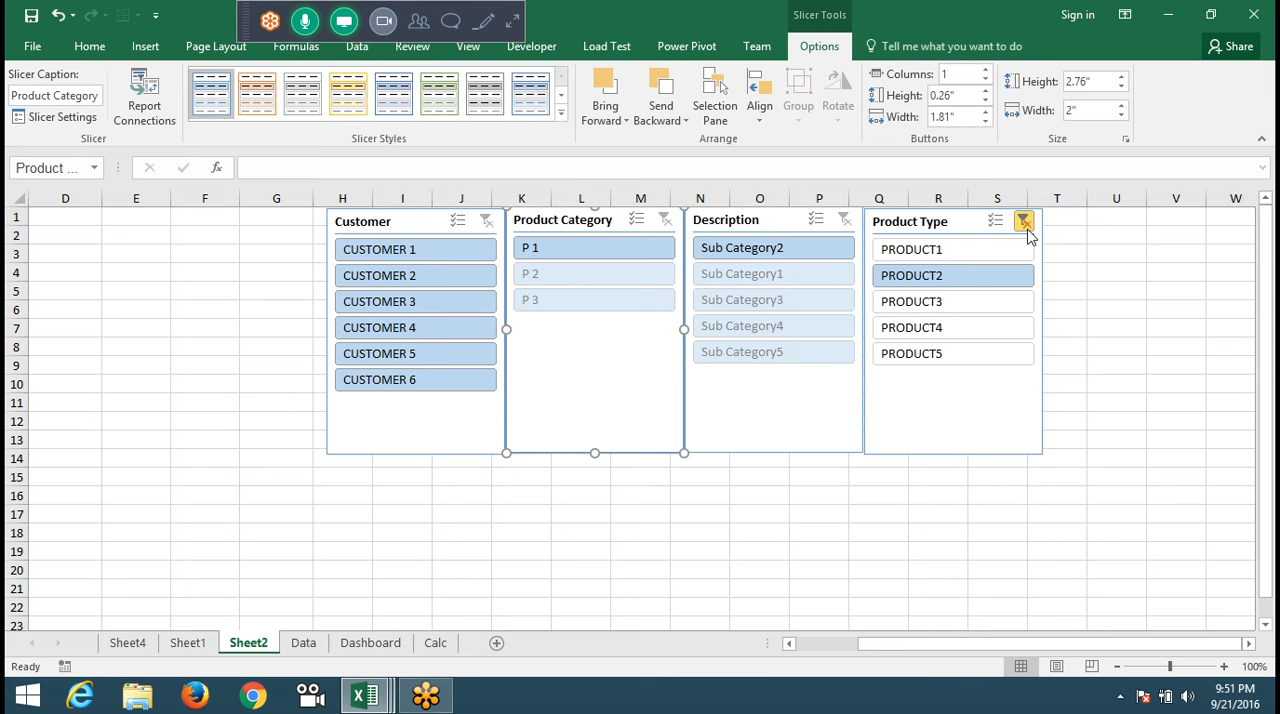 Slicer Tools
Sign in
File
Home
Insert
Page Layout
Formulas
Data
Review
View
Developer
Load Test
Power Pivot
Team
Options
Tell me what you want to do
Share
Slicer Caption:
Product Category
Slicer Settings
Report Connections
Slicer
Slicer Styles
Bring Forward
Send Backward
Selection Pane
Align
Group
Rotate
Arrange
Columns: 1
Height: 0.26"
Width: 1.81"
Buttons
Height: 2.76"
Width: 2"
Size
Product ...
fx
D E F G H I J K L M N O P Q R S T U V W
1
2
3
4
5
6
7
8
9
10
11
12
13
14
15
16
17
18
19
20
21
22
23
Customer
CUSTOMER 1
CUSTOMER 2
CUSTOMER 3
CUSTOMER 4
CUSTOMER 5
CUSTOMER 6
Product Category
P 1
P 2
P 3
Description
Sub Category2
Sub Category1
Sub Category3
Sub Category4
Sub Category5
Product Type
PRODUCT1
PRODUCT2
PRODUCT3
PRODUCT4
PRODUCT5
Sheet4
Sheet1
Sheet2
Data
Dashboard
Calc
Ready
100%
9:51 PM
9/21/2016